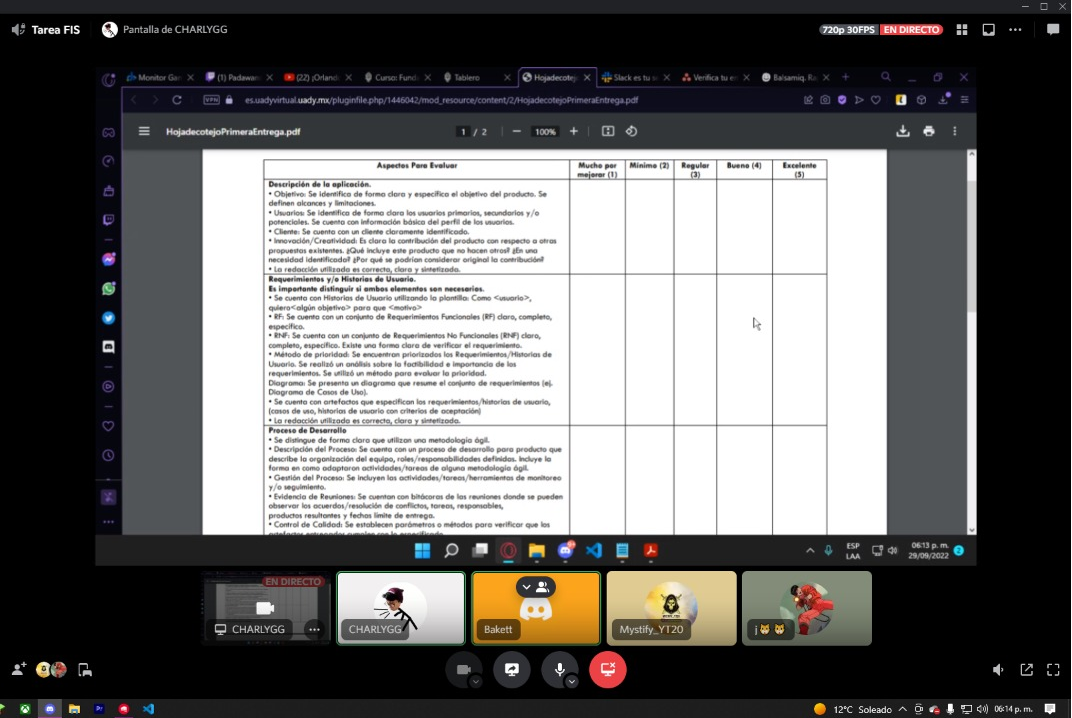 Tarea FIS
Pantalla de CHARLYGG
720p 30FPS
EN DIRECTO
Monitor Gar
(1) Padawan
(22) ¡Orland
Curso: Fund
Tablero
Hojadecotej
Slack es tu
Verifica tu e
Balsamiq. Ra
VPN
es.uadyvirtual.uady.mx/pluginfile.php/1446042/mod_resource/content/2/HojadecotejoPrimeraEntrega.pdf
HojadecotejoPrimeraEntrega.pdf
1 / 2
100%
Aspectos Para Evaluar
Mucho por mejorar (1)
Mínimo (2)
Regular (3)
Bueno (4)
Excelente (5)
Descripción de la aplicación.
• Objetivo: Se identifica de forma clara y específica el objetivo del producto. Se
definen alcances y limitaciones.
• Usuarios: Se identifica de forma clara los usuarios primarios, secundarios y/o
potenciales. Se cuenta con información básica del perfil de los usuarios.
• Cliente: Se cuenta con un cliente claramente identificado.
• Innovación/Creatividad: Es clara la contribución del producto con respecto a otras
propuestas existentes. ¿Qué incluye este producto que no hacen otros? ¿En una
necesidad identificada? ¿Por qué se podrían considerar original la contribución?
• La redacción utilizada es correcta, clara y sintetizada.
Requerimientos y/o Historias de Usuario.
Es importante distinguir si ambos elementos son necesarios.
• Se cuenta con Historias de Usuario utilizando la plantilla: Como <usuario>,
quiero<algún objetivo> para que <motivo>
• RF: Se cuenta con un conjunto de Requerimientos Funcionales (RF) claro, completo,
específico.
• RNF: Se cuenta con un conjunto de Requerimientos No Funcionales (RNF) claro,
completo, específico. Existe una forma clara de verificar el requerimiento.
• Método de prioridad: Se encuentran priorizados los Requerimientos/Historias de
Usuario. Se realizó un análisis sobre la factibilidad e importancia de los
requerimientos. Se utilizó un método para evaluar la prioridad.
Diagrama: Se presenta un diagrama que resume el conjunto de requerimientos (ej.
Diagrama de Casos de Uso).
• Se cuenta con artefactos que especifican los requerimientos/historias de usuario,
(casos de uso, historias de usuario con criterios de aceptación)
• La redacción utilizada es correcta, clara y sintetizada.
Proceso de Desarrollo
• Se distingue de forma clara que utilizan una metodología ágil.
• Descripción del Proceso: Se cuenta con un proceso de desarrollo para producto que
describe la organización del equipo, roles/responsabilidades definidas. Incluye la
forma en como adaptaron actividades/tareas de alguna metodología ágil.
• Gestión del Proceso: Se incluyen las actividades/tareas/herramientas de monitoreo
y/o seguimiento.
• Evidencia de Reuniones: Se cuentan con bitácoras de las reuniones donde se pueden
observar los acuerdos/resolución de conflictos, tareas, responsables,
productos resultantes y fechas límite de entrega.
• Control de Calidad: Se establecen parámetros o métodos para verificar que los
ESP
LAA
06:13 p. m.
29/09/2022
2
EN DIRECTO
CHARLYGG
CHARLYGG
Bakett
Mystify_YT20
j
12°C Soleado
06:14 p. m.